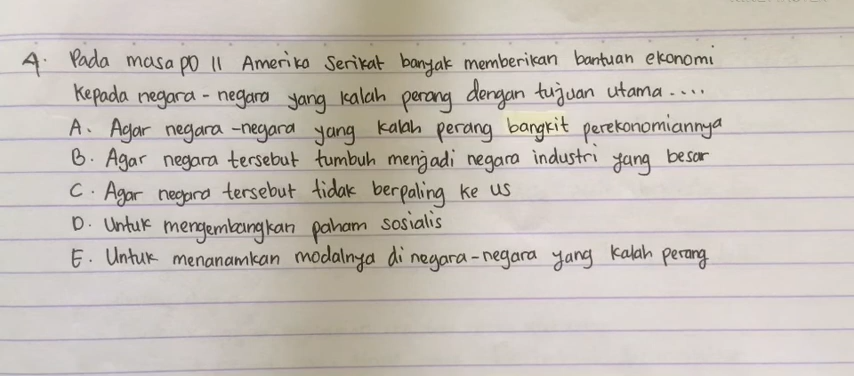 4. Pada masa PD II Amerika Serikat banyak memberikan bantuan ekonomi
kepada negara - negara yang kalah perang dengan tujuan utama ....
A. Agar negara -negara yang kalah perang bangkit perekonomiannya
B. Agar negara tersebut tumbuh menjadi negara industri yang besar
C. Agar negara tersebut tidak berpaling ke US
D. Untuk mengembangkan paham sosialis
E. Untuk menanamkan modalnya di negara-negara yang kalah perang